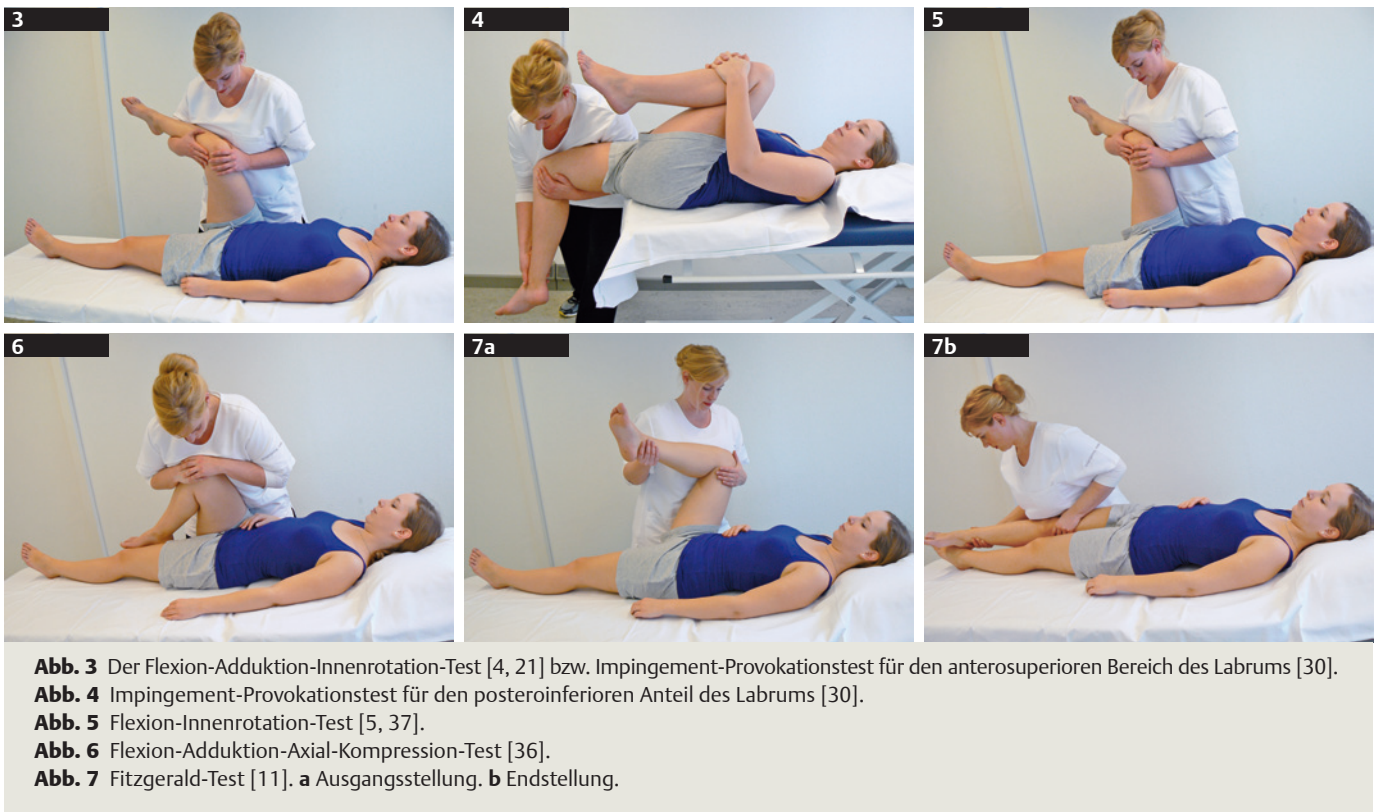 3
4
5
6
7a
7b
Abb. 3 Der Flexion-Adduktion-Innenrotation-Test [4, 21] bzw. Impingement-Provokationstest für den anterosuperioren Bereich des Labrums [30].
Abb. 4 Impingement-Provokationstest für den posteroinferioren Anteil des Labrums [30].
Abb. 5 Flexion-Innenrotation-Test [5, 37].
Abb. 6 Flexion-Adduktion-Axial-Kompression-Test [36].
Abb. 7 Fitzgerald-Test [11]. a Ausgangsstellung. b Endstellung.